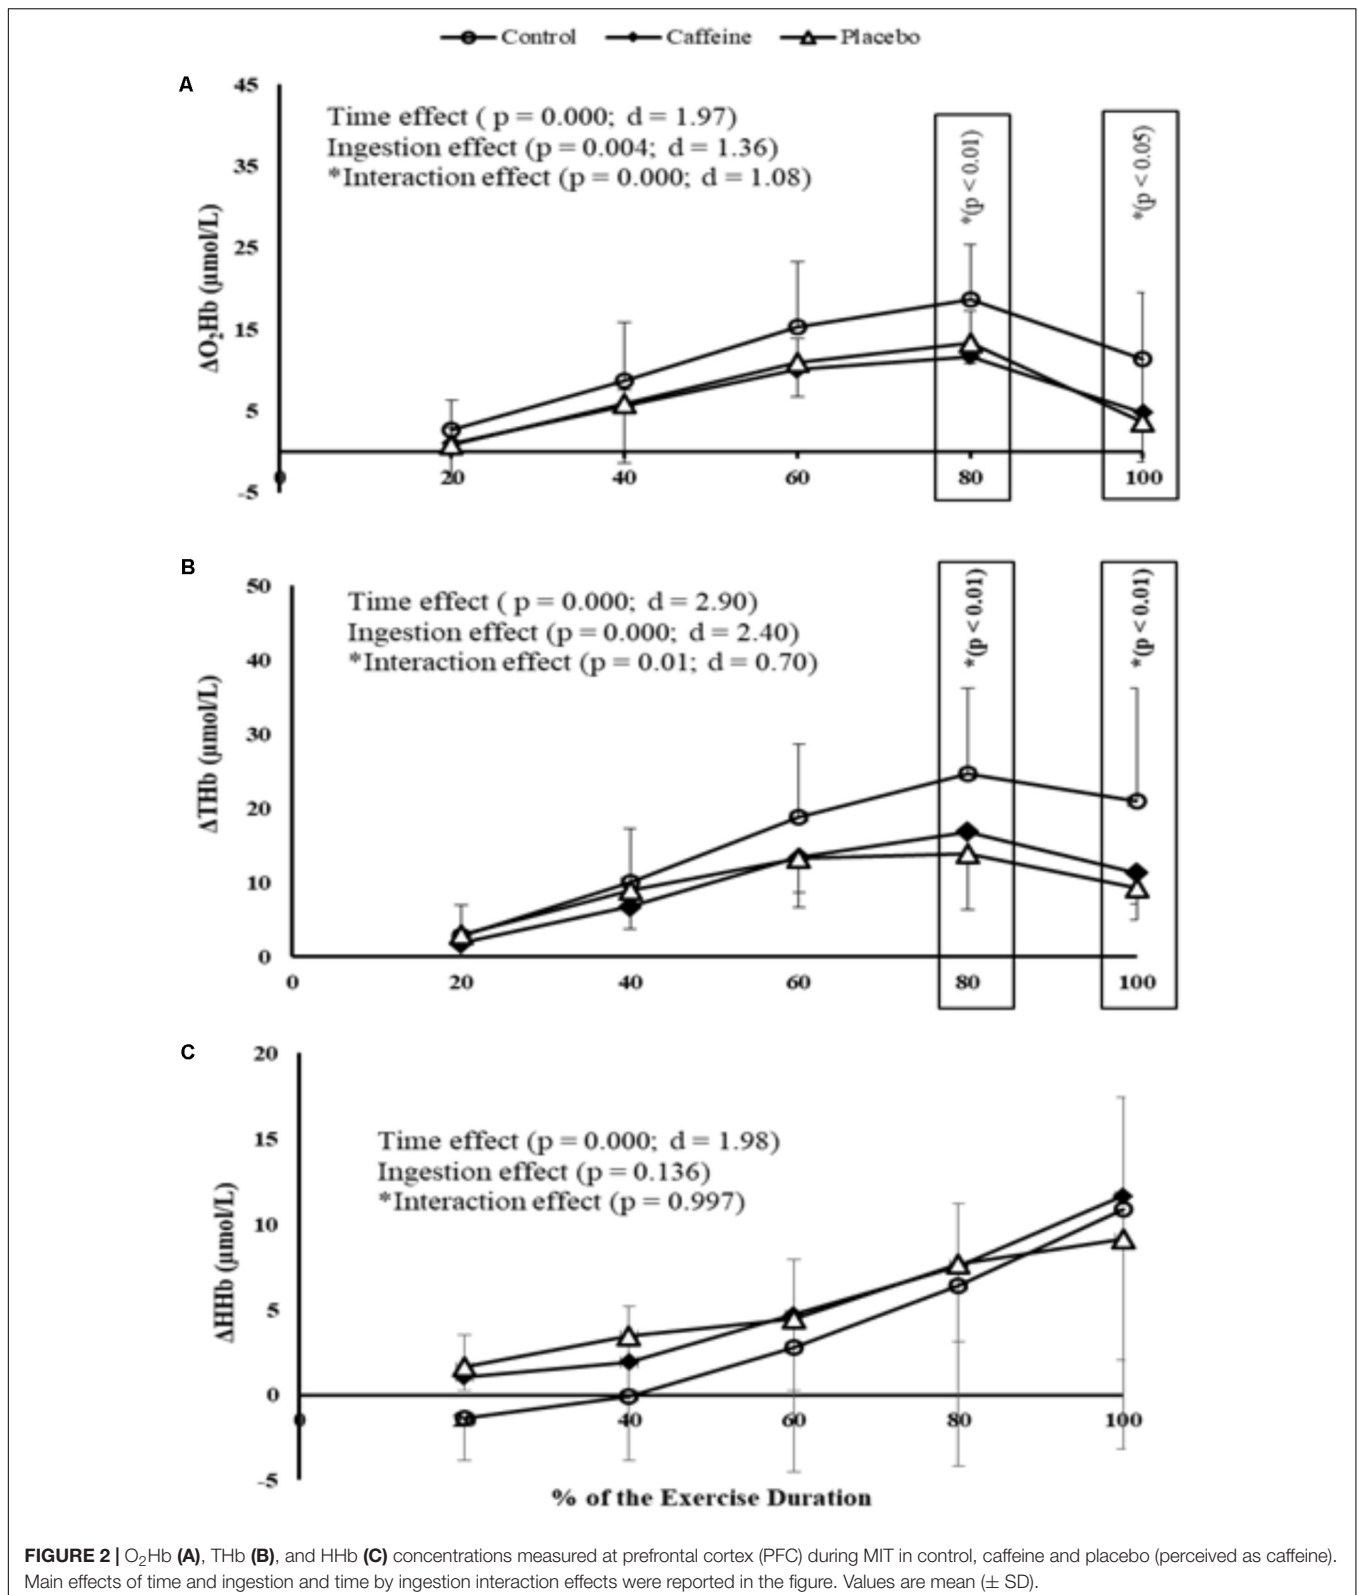 Control Caffeine Placebo
A
45
35
25
15
5
-5
ΔO₂Hb (µmol/L)
Time effect ( p = 0.000; d = 1.97)
Ingestion effect (p = 0.004; d = 1.36)
*Interaction effect (p = 0.000; d = 1.08)
*(p < 0.01)
*(p < 0.05)
0 20 40 60 80 100
B
50
40
30
20
10
0
ΔTHb (µmol/L)
Time effect ( p = 0.000; d = 2.90)
Ingestion effect (p = 0.000; d = 2.40)
*Interaction effect (p = 0.01; d = 0.70)
*(p < 0.01)
*(p < 0.01)
0 20 40 60 80 100
C
20
15
10
5
0
-5
ΔHHb (µmol/L)
Time effect (p = 0.000; d = 1.98)
Ingestion effect (p = 0.136)
*Interaction effect (p = 0.997)
0 20 40 60 80 100
% of the Exercise Duration
FIGURE 2 | O₂Hb (A), THb (B), and HHb (C) concentrations measured at prefrontal cortex (PFC) during MIT in control, caffeine and placebo (perceived as caffeine).
Main effects of time and ingestion and time by ingestion interaction effects were reported in the figure. Values are mean (± SD).